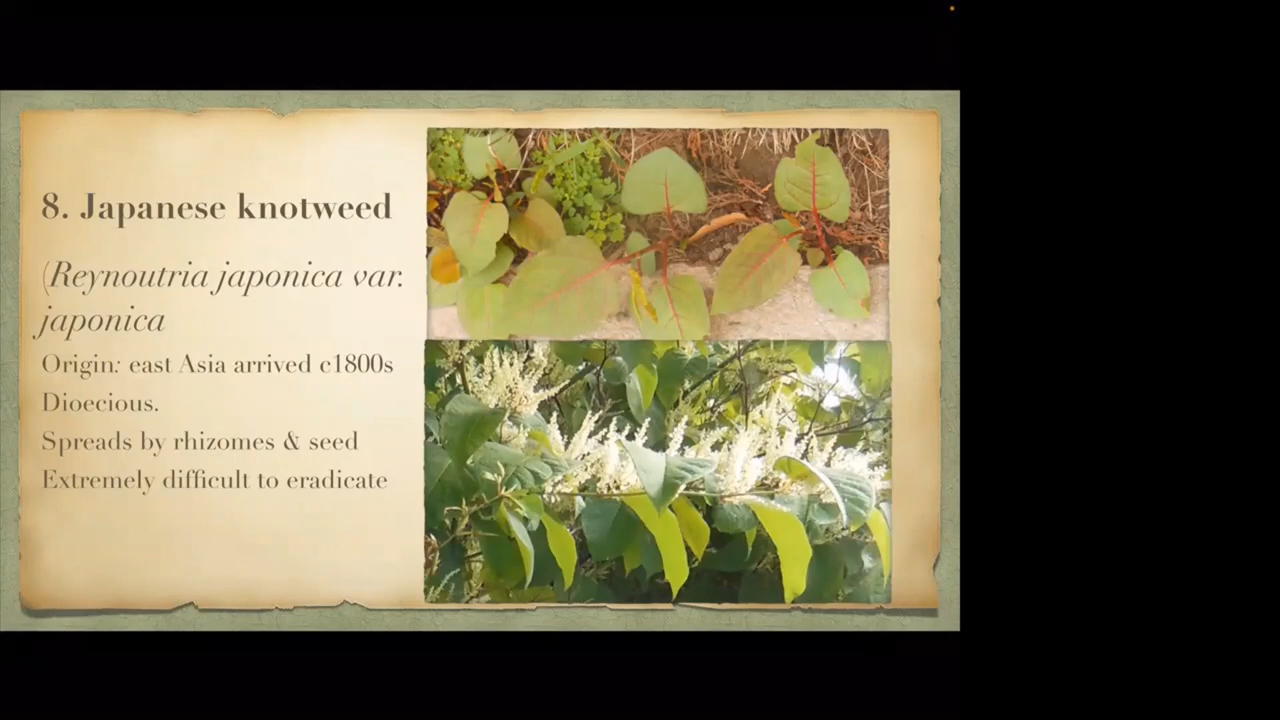 8. Japanese knotweed
(Reynoutria japonica var.
japonica
Origin: east Asia arrived c1800s
Dioecious.
Spreads by rhizomes & seed
Extremely difficult to eradicate